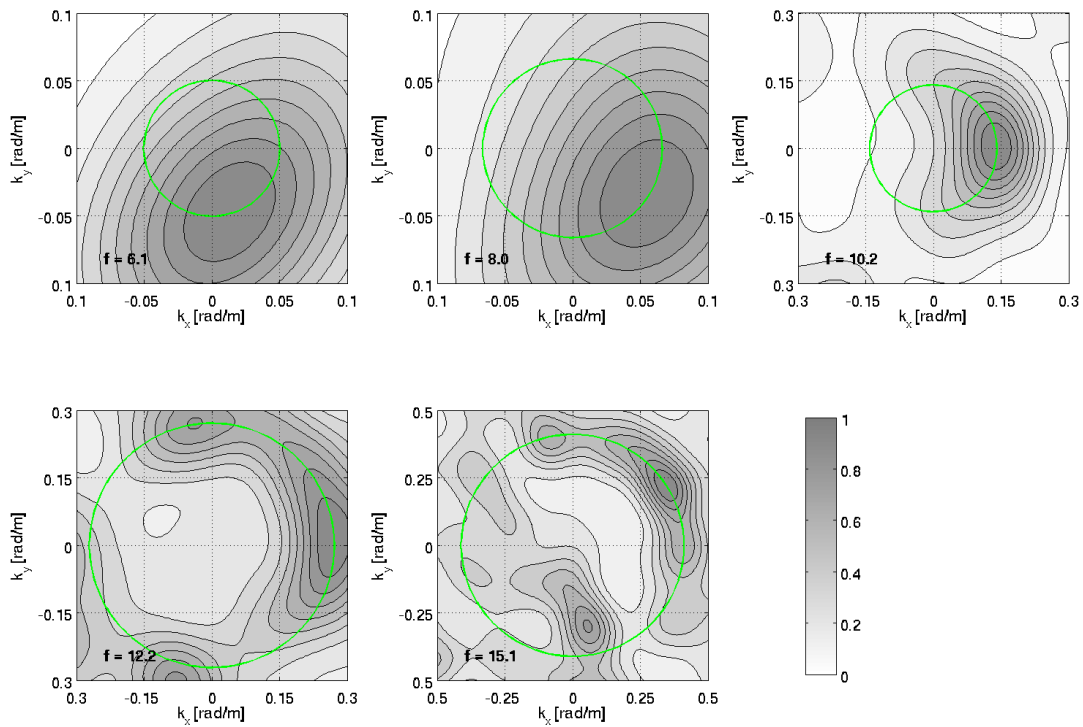 0.1
0.05
0
-0.05
0.1
k_y [rad/m]
f = 6.1
0.1 -0.05 0 0.05 0.1
k_x [rad/m]
0.1
0.05
0
-0.05
0.1
k_y [rad/m]
f = 8.0
0.1 -0.05 0 0.05 0.1
k_x [rad/m]
0.3
0.15
0
-0.15
0.3
k_y [rad/m]
f = 10.2
0.3 -0.15 0 0.15 0.3
k_x [rad/m]
0.3
0.15
0
-0.15
0.3
k_y [rad/m]
f = 12.2
0.3 -0.15 0 0.15 0.3
k_x [rad/m]
0.5
0.25
0
-0.25
0.5
k_y [rad/m]
f = 15.1
0.5 -0.25 0 0.25 0.5
k_x [rad/m]
1
0.8
0.6
0.4
0.2
0